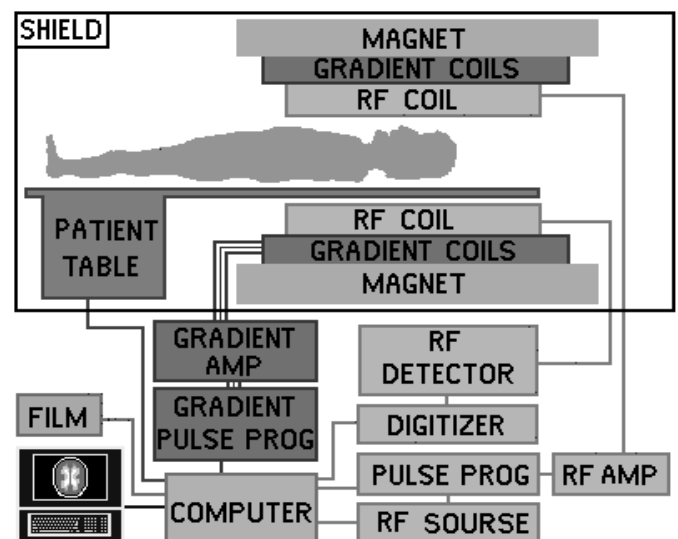 SHIELD
MAGNET
GRADIENT COILS
RF COIL
RF COIL
GRADIENT COILS
MAGNET
PATIENT
TABLE
GRADIENT
AMP
RF
DETECTOR
GRADIENT
PULSE PROG
FILM
DIGITIZER
PULSE PROG
RF AMP
COMPUTER
RF SOURSE